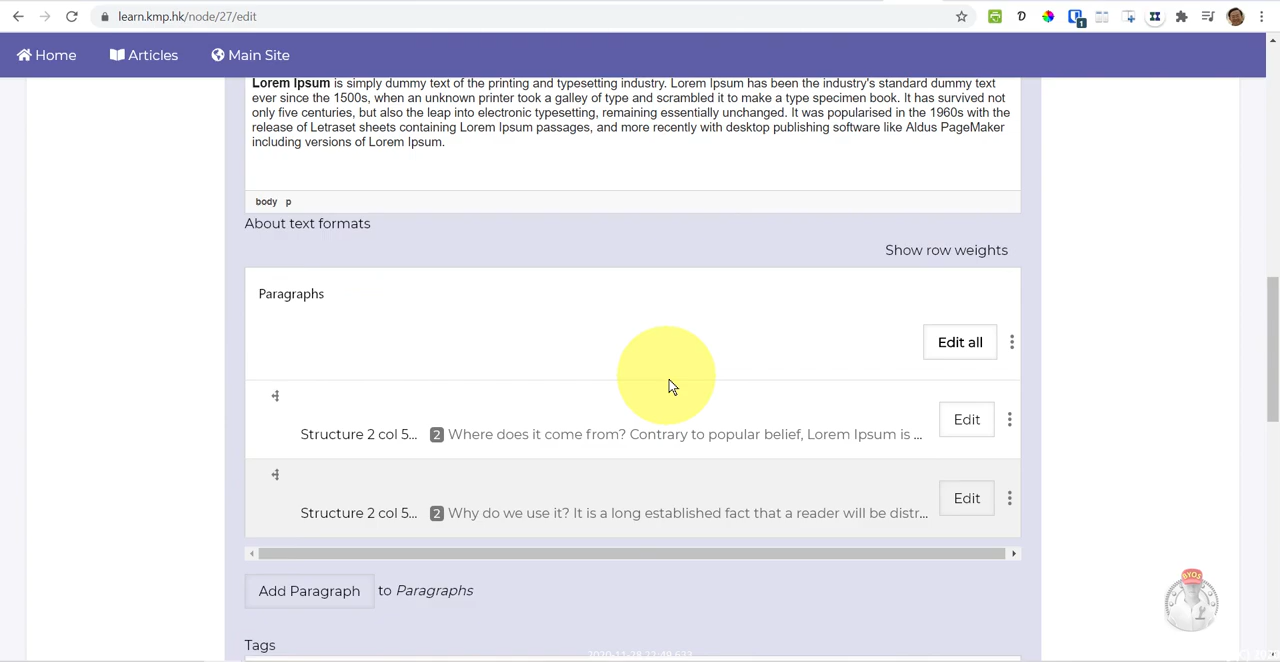 learn.kmp.hk/node/27/edit
1
Home
Articles
Main Site
Lorem Ipsum is simply dummy text of the printing and typesetting industry. Lorem Ipsum has been the industry's standard dummy text
ever since the 1500s, when an unknown printer took a galley of type and scrambled it to make a type specimen book. It has survived not
only five centuries, but also the leap into electronic typesetting, remaining essentially unchanged. It was popularised in the 1960s with the
release of Letraset sheets containing Lorem Ipsum passages, and more recently with desktop publishing software like Aldus PageMaker
including versions of Lorem Ipsum.
body p
About text formats
Show row weights
Paragraphs
Edit all
Structure 2 col 5... 2 Where does it come from? Contrary to popular belief, Lorem Ipsum is ...
Edit
Structure 2 col 5... 2 Why do we use it? It is a long established fact that a reader will be distr...
Edit
Add Paragraph to Paragraphs
BYOS
Tags